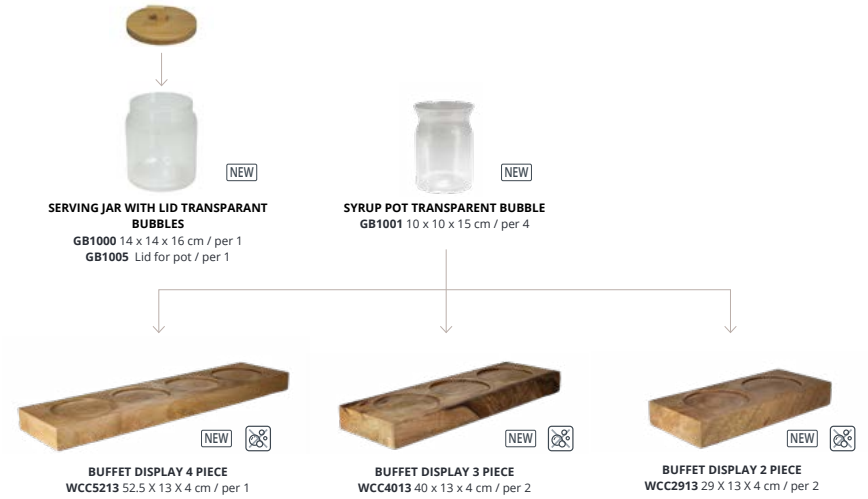 NEW
SERVING JAR WITH LID TRANSPARANT
BUBBLES
GB1000 14 x 14 x 16 cm / per 1
GB1005 Lid for pot / per 1
NEW
SYRUP POT TRANSPARENT BUBBLE
GB1001 10 x 10 x 15 cm / per 4
NEW
BUFFET DISPLAY 4 PIECE
WCC5213 52.5 X 13 X 4 cm / per 1
NEW
BUFFET DISPLAY 3 PIECE
WCC4013 40 x 13 x 4 cm / per 2
NEW
BUFFET DISPLAY 2 PIECE
WCC2913 29 X 13 X 4 cm / per 2